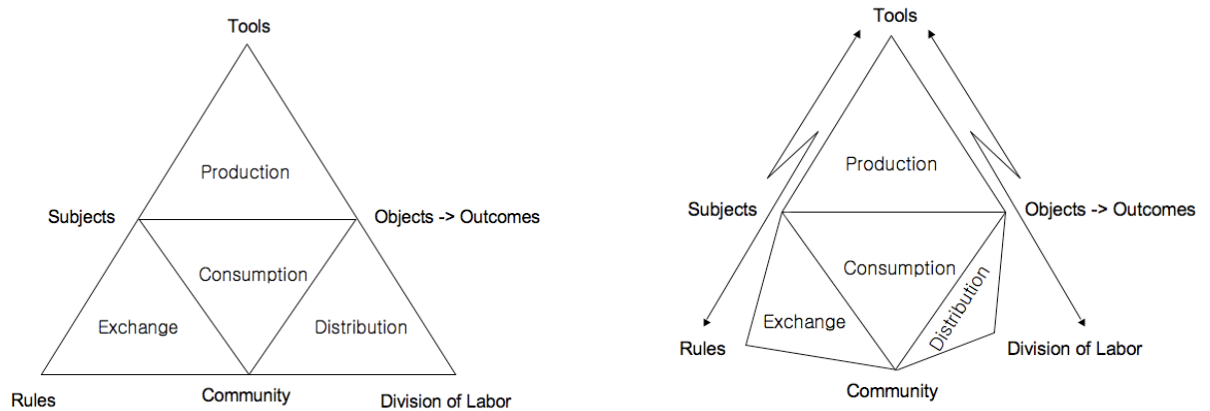 Tools
Production
Subjects
Objects -> Outcomes
Consumption
Exchange
Distribution
Rules
Community
Division of Labor
Tools
Production
Subjects
Objects -> Outcomes
Consumption
Exchange
Distribution
Rules
Division of Labor
Community